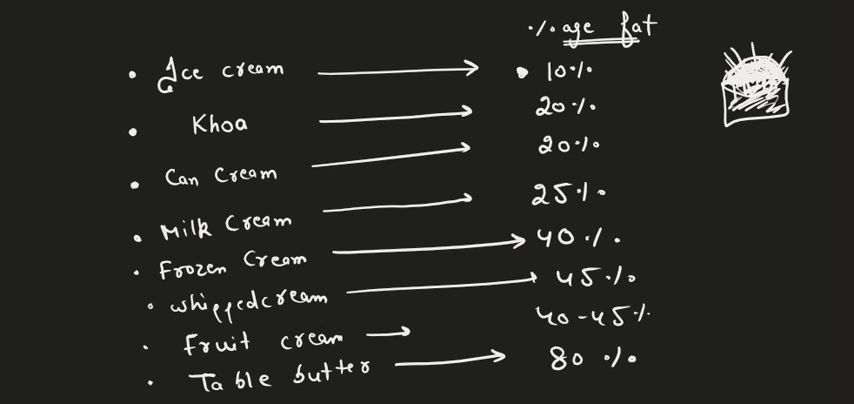 %age fat
• Ice cream → • 10%
• Khoa → 20%
• Can Cream → 20%
• Milk Cream → 25%
• Frozen Cream → 40%
• Whippedcream → 45%
• Fruit cream → 40-45%
• Table butter → 80%